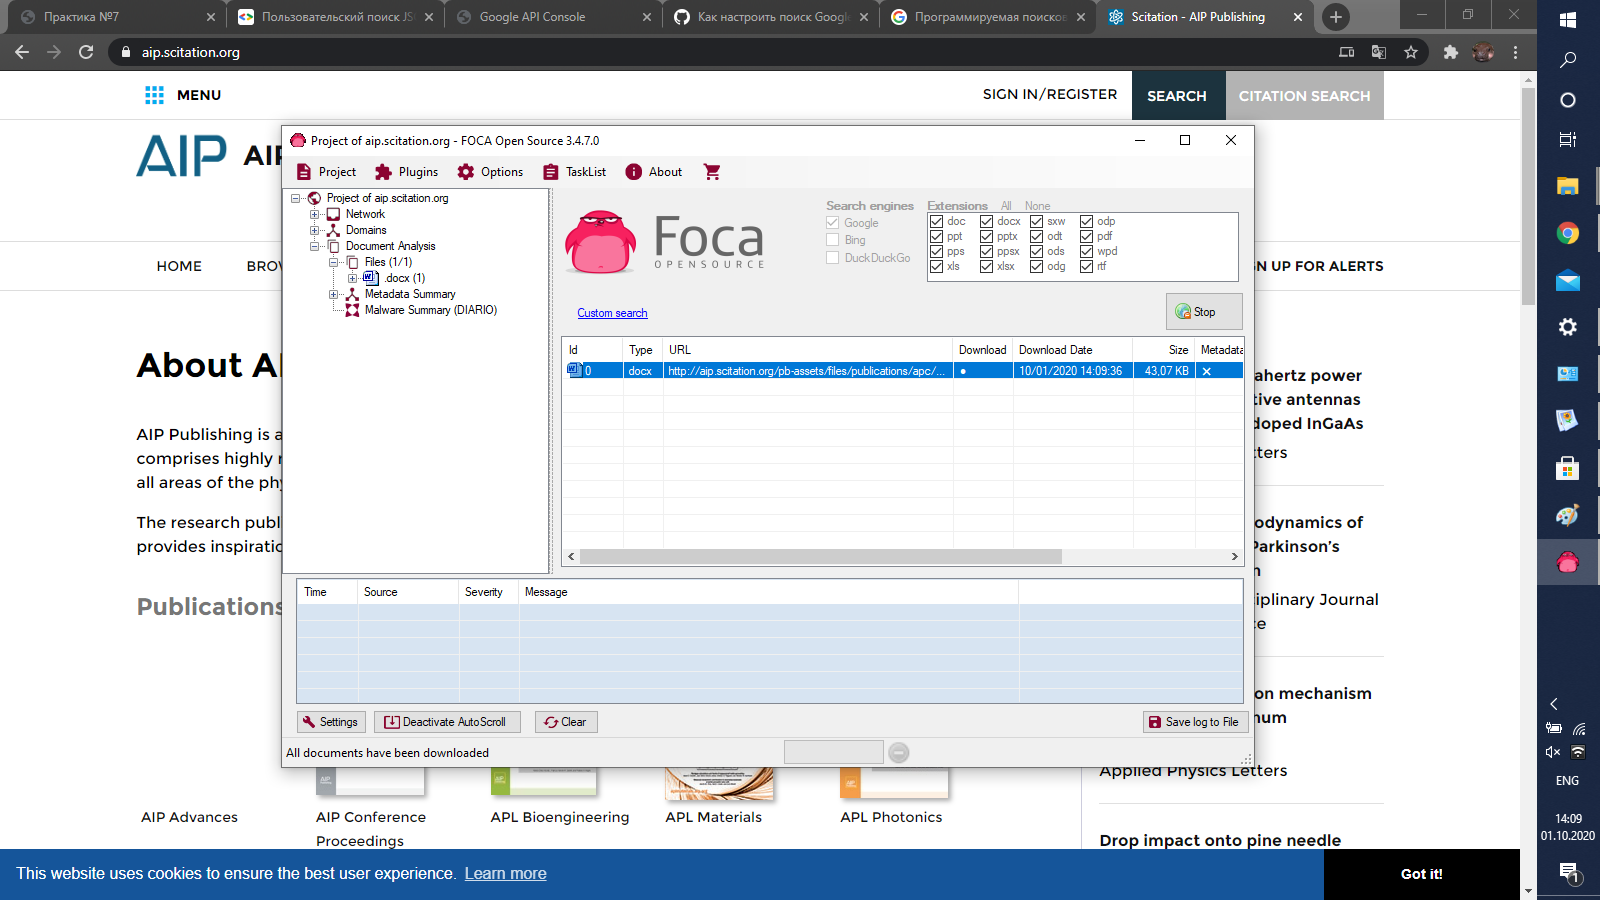 Практика №7
Пользовательский поиск JS
Google API Console
Как настроить поиск Google
Программируемая поисков
Scitation - AIP Publishing
aip.scitation.org
MENU
SIGN IN/REGISTER
SEARCH
CITATION SEARCH
AIP
HOME
GN UP FOR ALERTS
Project of aip.scitation.org - FOCA Open Source 3.4.7.0
Project
Plugins
Options
TaskList
About
Project of aip.scitation.org
Network
Domains
Document Analysis
Files (1/1)
.docx (1)
Metadata Summary
Malware Summary (DIARIO)
Foca
OPENSOURCE
Search engines
Google
Bing
DuckDuckGo
Extensions All None
doc docx sxw odp
ppt pptx odt pdf
pps ppsx ods wpd
xls xlsx odg rtf
Custom search
Stop
Id Type URL Download Download Date Size Metadata
0 docx http://aip.scitation.org/pb-assets/files/publications/apc/... ● 10/01/2020 14:09:36 43,07 KB ✕
Time Source Severity Message
Settings
Deactivate AutoScroll
Clear
Save log to File
All documents have been downloaded
About A
AIP Publishing is a
comprises highly
all areas of the
The research publ
provides inspiratio
Publications
ahertz power
tive antennas
doped InGaAs
tters
odynamics of
Parkinson's
iplinary Journal
on mechanism
Applied Physics Letters
Drop impact onto pine needle
AIP Advances
AIP Conference
Proceedings
APL Bioengineering
APL Materials
APL Photonics
This website uses cookies to ensure the best user experience. Learn more
Got it!
ENG
14:09
01.10.2020
1